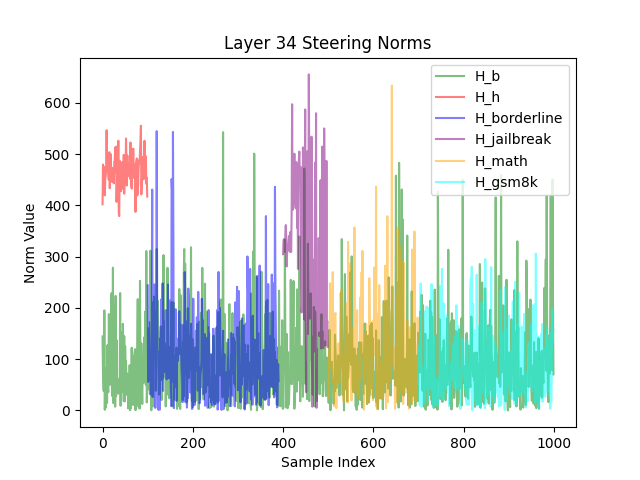 Layer 34 Steering Norms
H_b
H_h
H_borderline
H_jailbreak
H_math
H_gsm8k
Norm Value
600
500
400
300
200
100
0
0 200 400 600 800 1000
Sample Index